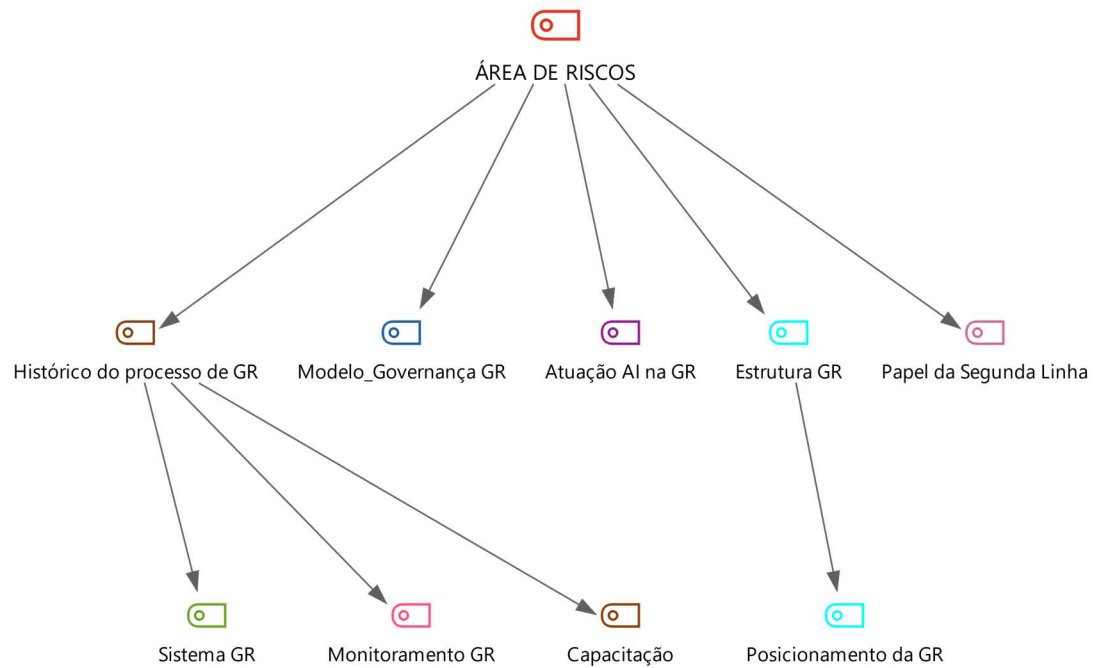 ÁREA DE RISCOS
Histórico do processo de GR
Modelo_Governança GR
Atuação AI na GR
Estrutura GR
Papel da Segunda Linha
Sistema GR
Monitoramento GR
Capacitação
Posicionamento da GR